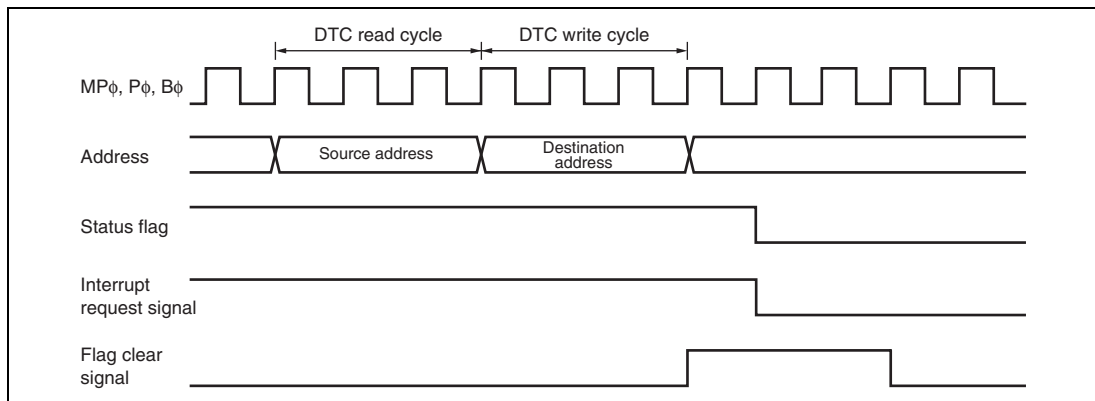 DTC read cycle DTC write cycle
MPφ, Pφ, Bφ
Address
Source address
Destination
address
Status flag
Interrupt
request signal
Flag clear
signal